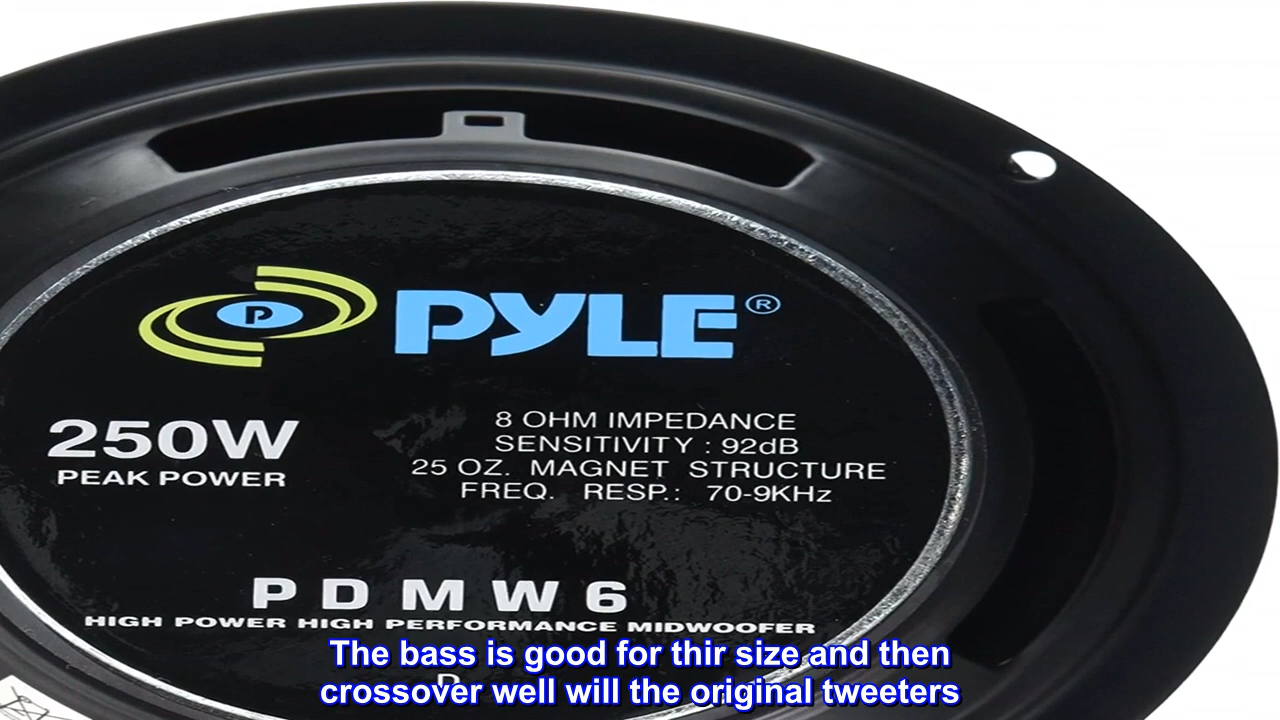 P PYLE®
250W
PEAK POWER
8 OHM IMPEDANCE
SENSITIVITY : 92dB
25 OZ. MAGNET STRUCTURE
FREQ. RESP.: 70-9KHz
PDMW6
HIGH POWER HIGH PERFORMANCE MIDWOOFER
The bass is good for thir size and then
crossover well will the original tweeters